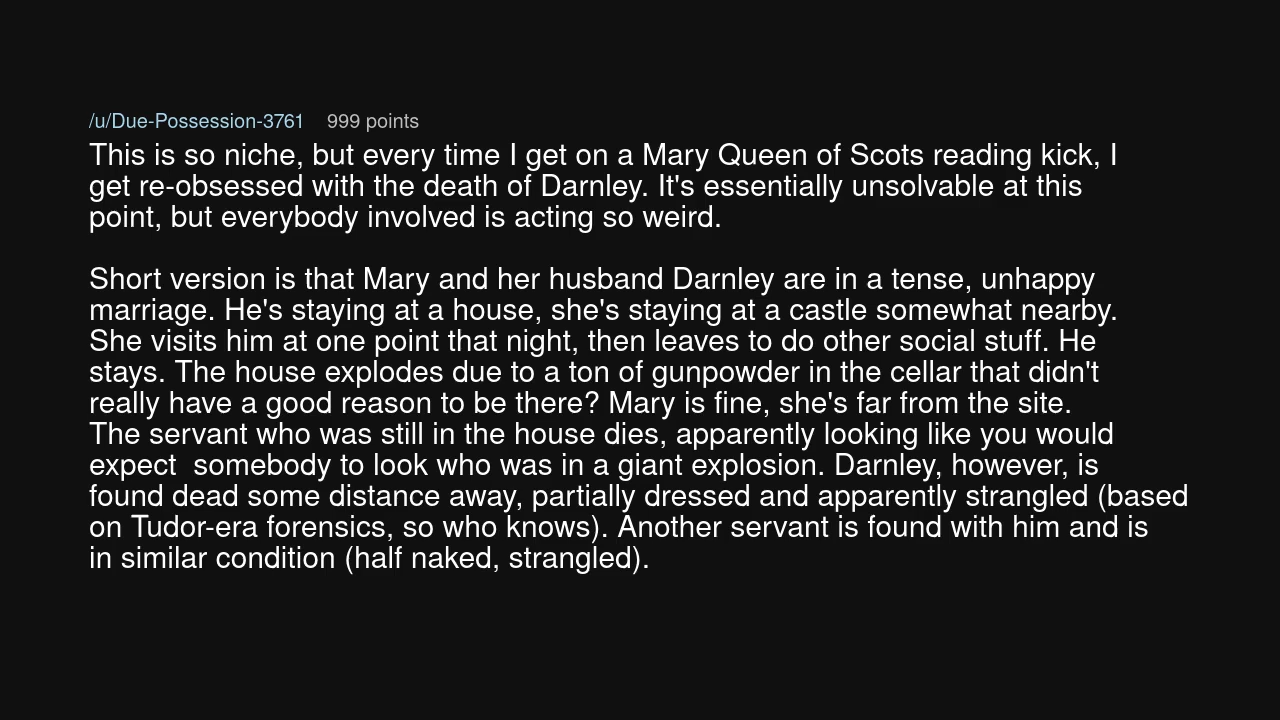 /u/Due-Possession-3761 999 points
This is so niche, but every time I get on a Mary Queen of Scots reading kick, I
get re-obsessed with the death of Darnley. It's essentially unsolvable at this
point, but everybody involved is acting so weird.
Short version is that Mary and her husband Darnley are in a tense, unhappy
marriage. He's staying at a house, she's staying at a castle somewhat nearby.
She visits him at one point that night, then leaves to do other social stuff. He
stays. The house explodes due to a ton of gunpowder in the cellar that didn't
really have a good reason to be there? Mary is fine, she's far from the site.
The servant who was still in the house dies, apparently looking like you would
expect  somebody to look who was in a giant explosion. Darnley, however, is
found dead some distance away, partially dressed and apparently strangled (based
on Tudor-era forensics, so who knows). Another servant is found with him and is
in similar condition (half naked, strangled).